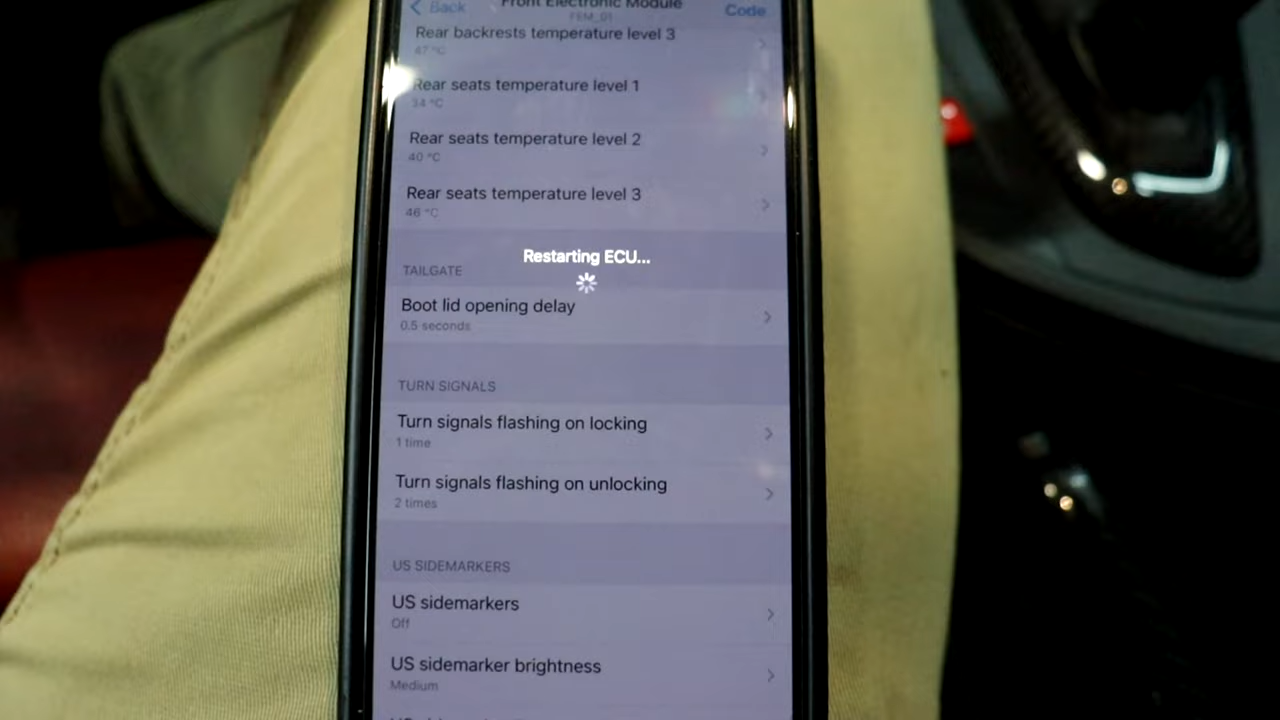 Back
Front Electronic Module
Code
FEM_01
Rear backrests temperature level 3
47 °C
Rear seats temperature level 1
34 °C
Rear seats temperature level 2
40 °C
Rear seats temperature level 3
46 °C
Restarting ECU...
TAILGATE
Boot lid opening delay
0.5 seconds
TURN SIGNALS
Turn signals flashing on locking
1 time
Turn signals flashing on unlocking
2 times
US SIDEMARKERS
US sidemarkers
Off
US sidemarker brightness
Medium